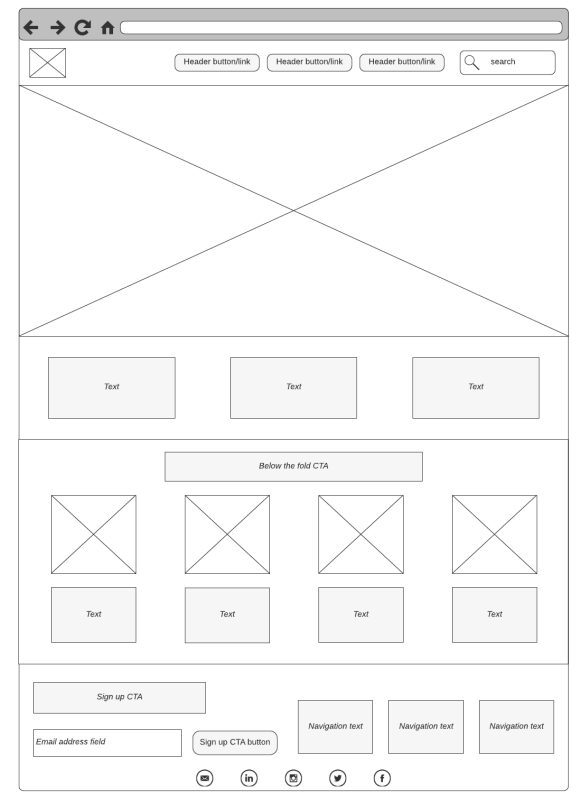 Header button/link
Header button/link
Header button/link
search
Text
Text
Text
Below the fold CTA
Text
Text
Text
Text
Sign up CTA
Navigation text
Navigation text
Navigation text
Email address field
Sign up CTA button